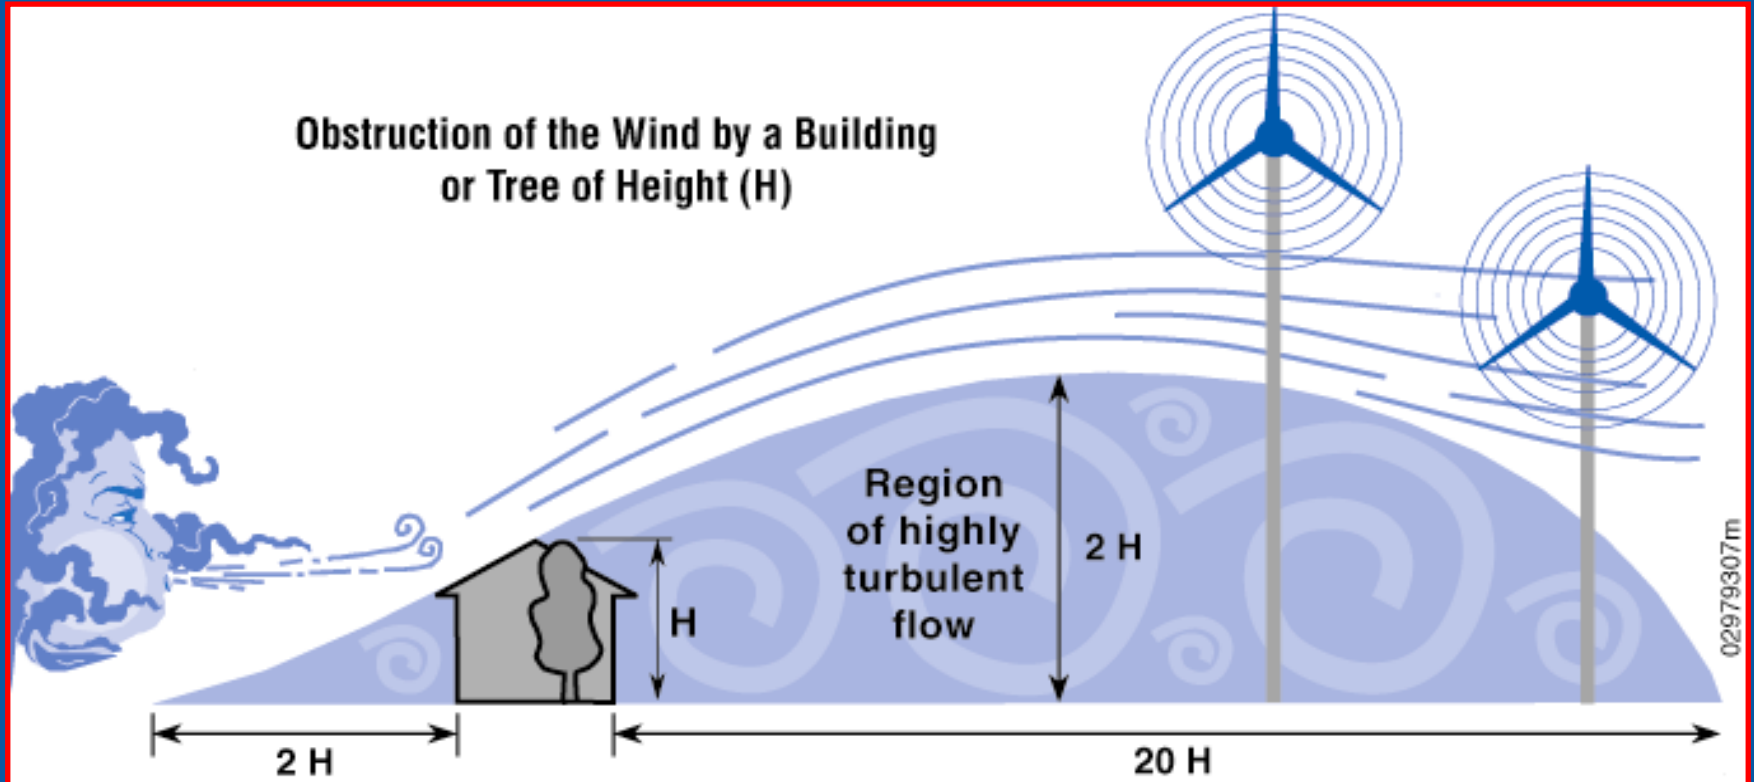 Obstruction of the Wind by a Building
or Tree of Height (H)
Region
of highly
turbulent
flow
2 H
H
2 H
20 H
02979307m